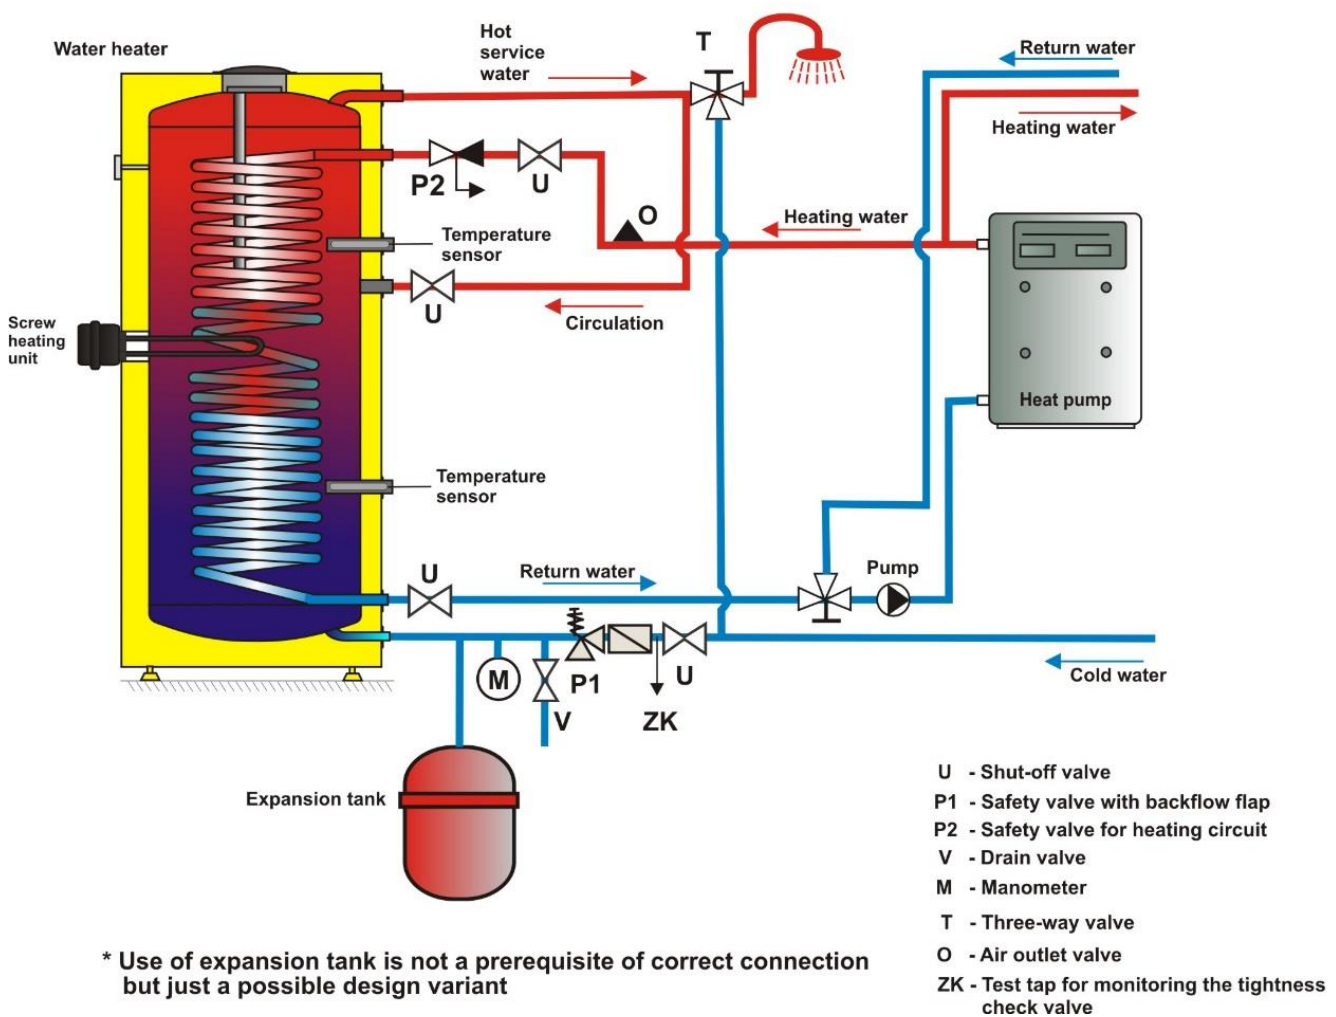 Water heater
Hot
service
water
T
Return water
Heating water
P2
U
O
Heating water
Temperature
sensor
U
Circulation
Screw
heating
unit
Heat pump
Temperature
sensor
U
Return water
Pump
M
P1
U
Cold water
V
ZK
Expansion tank
U - Shut-off valve
P1 - Safety valve with backflow flap
P2 - Safety valve for heating circuit
V - Drain valve
M - Manometer
T - Three-way valve
O - Air outlet valve
ZK - Test tap for monitoring the tightness
check valve
* Use of expansion tank is not a prerequisite of correct connection
but just a possible design variant